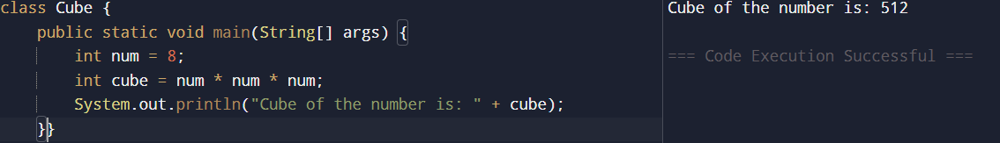 class Cube {
    public static void main(String[] args) {
        int num = 8;
        int cube = num * num * num;
        System.out.println("Cube of the number is: " + cube);
    }}
Cube of the number is: 512
=== Code Execution Successful ===